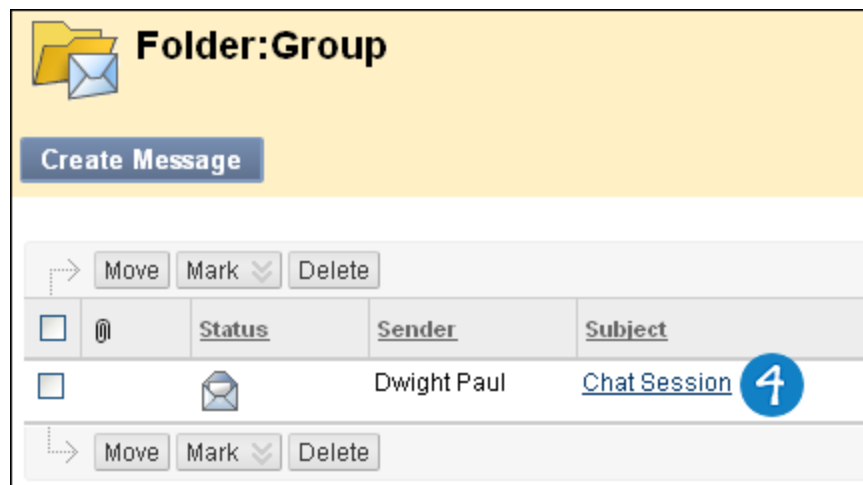 Folder:Group
Create Message
Move Mark Delete
Status Sender Subject
Dwight Paul Chat Session 4
Move Mark Delete